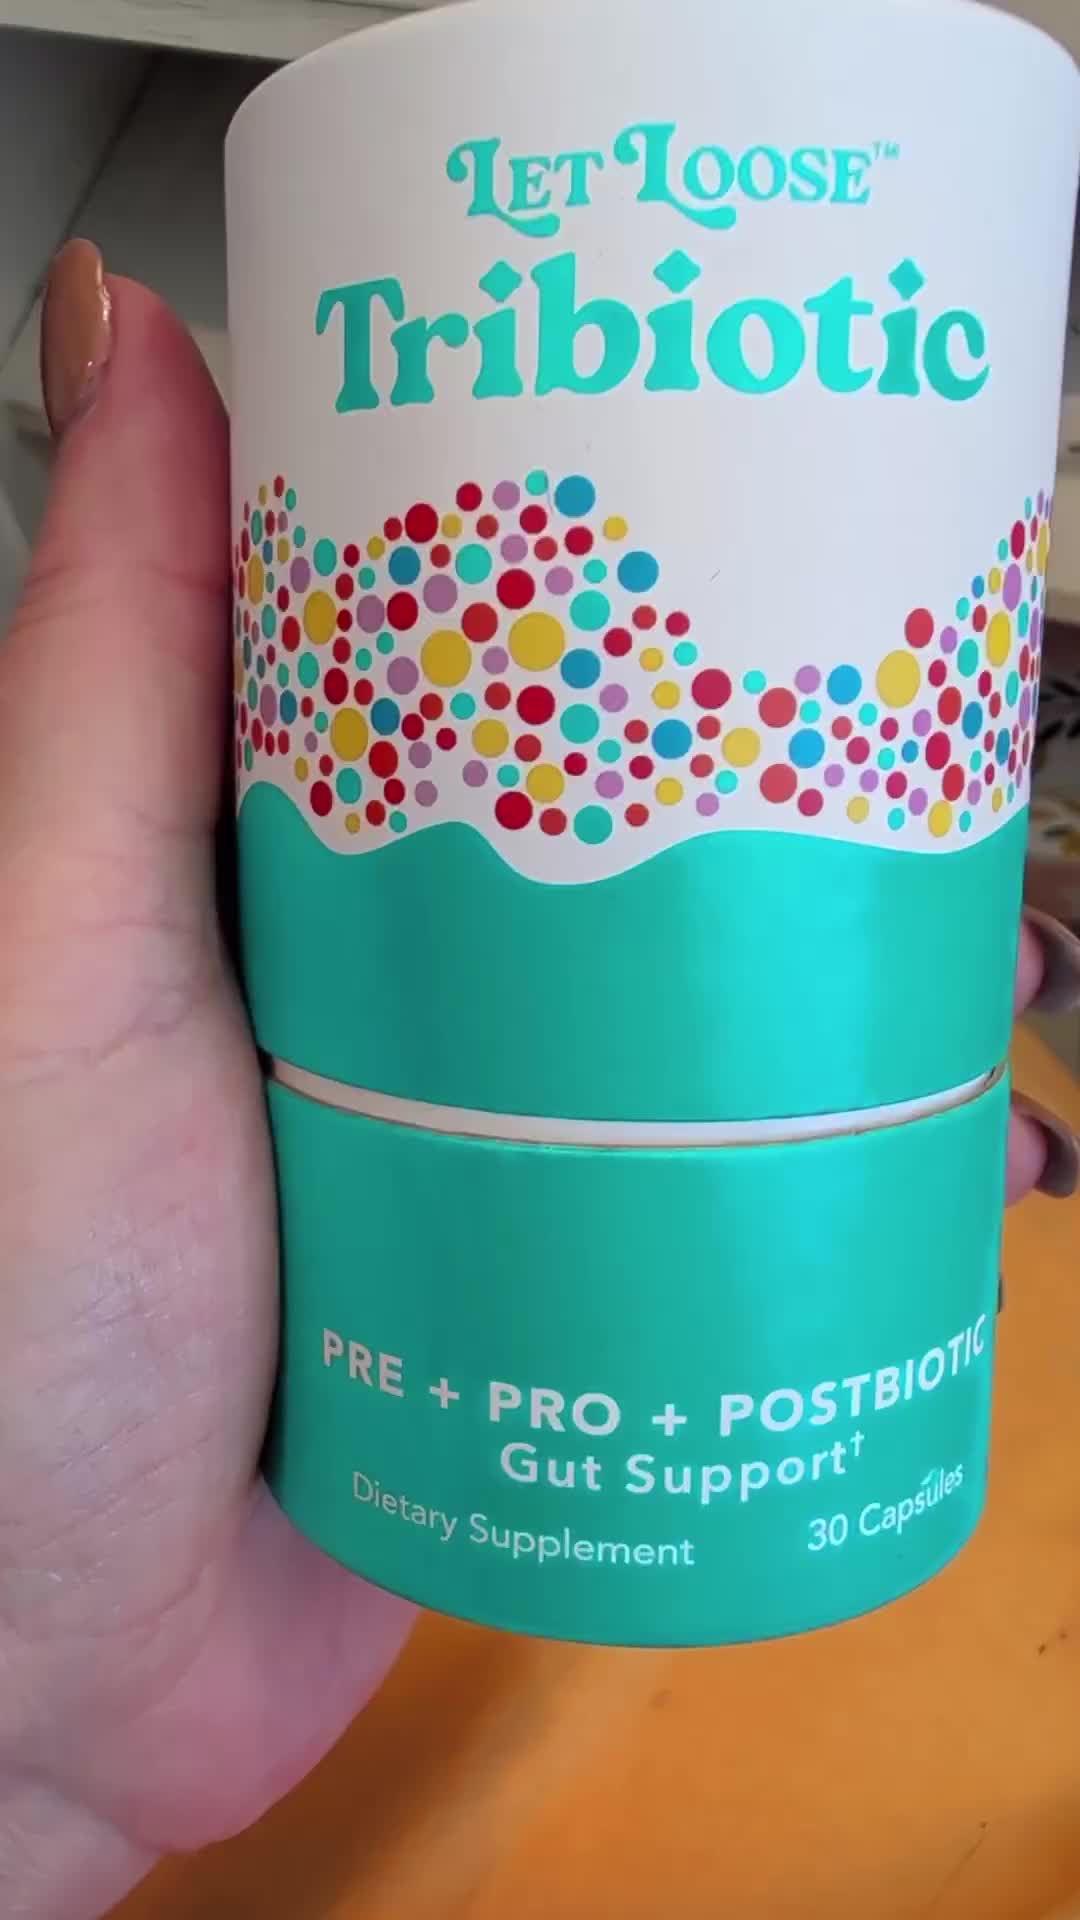 LET LOOSE™
Tribiotic
PRE + PRO + POSTBIOTIC
Gut Support†
Dietary Supplement 30 Capsules